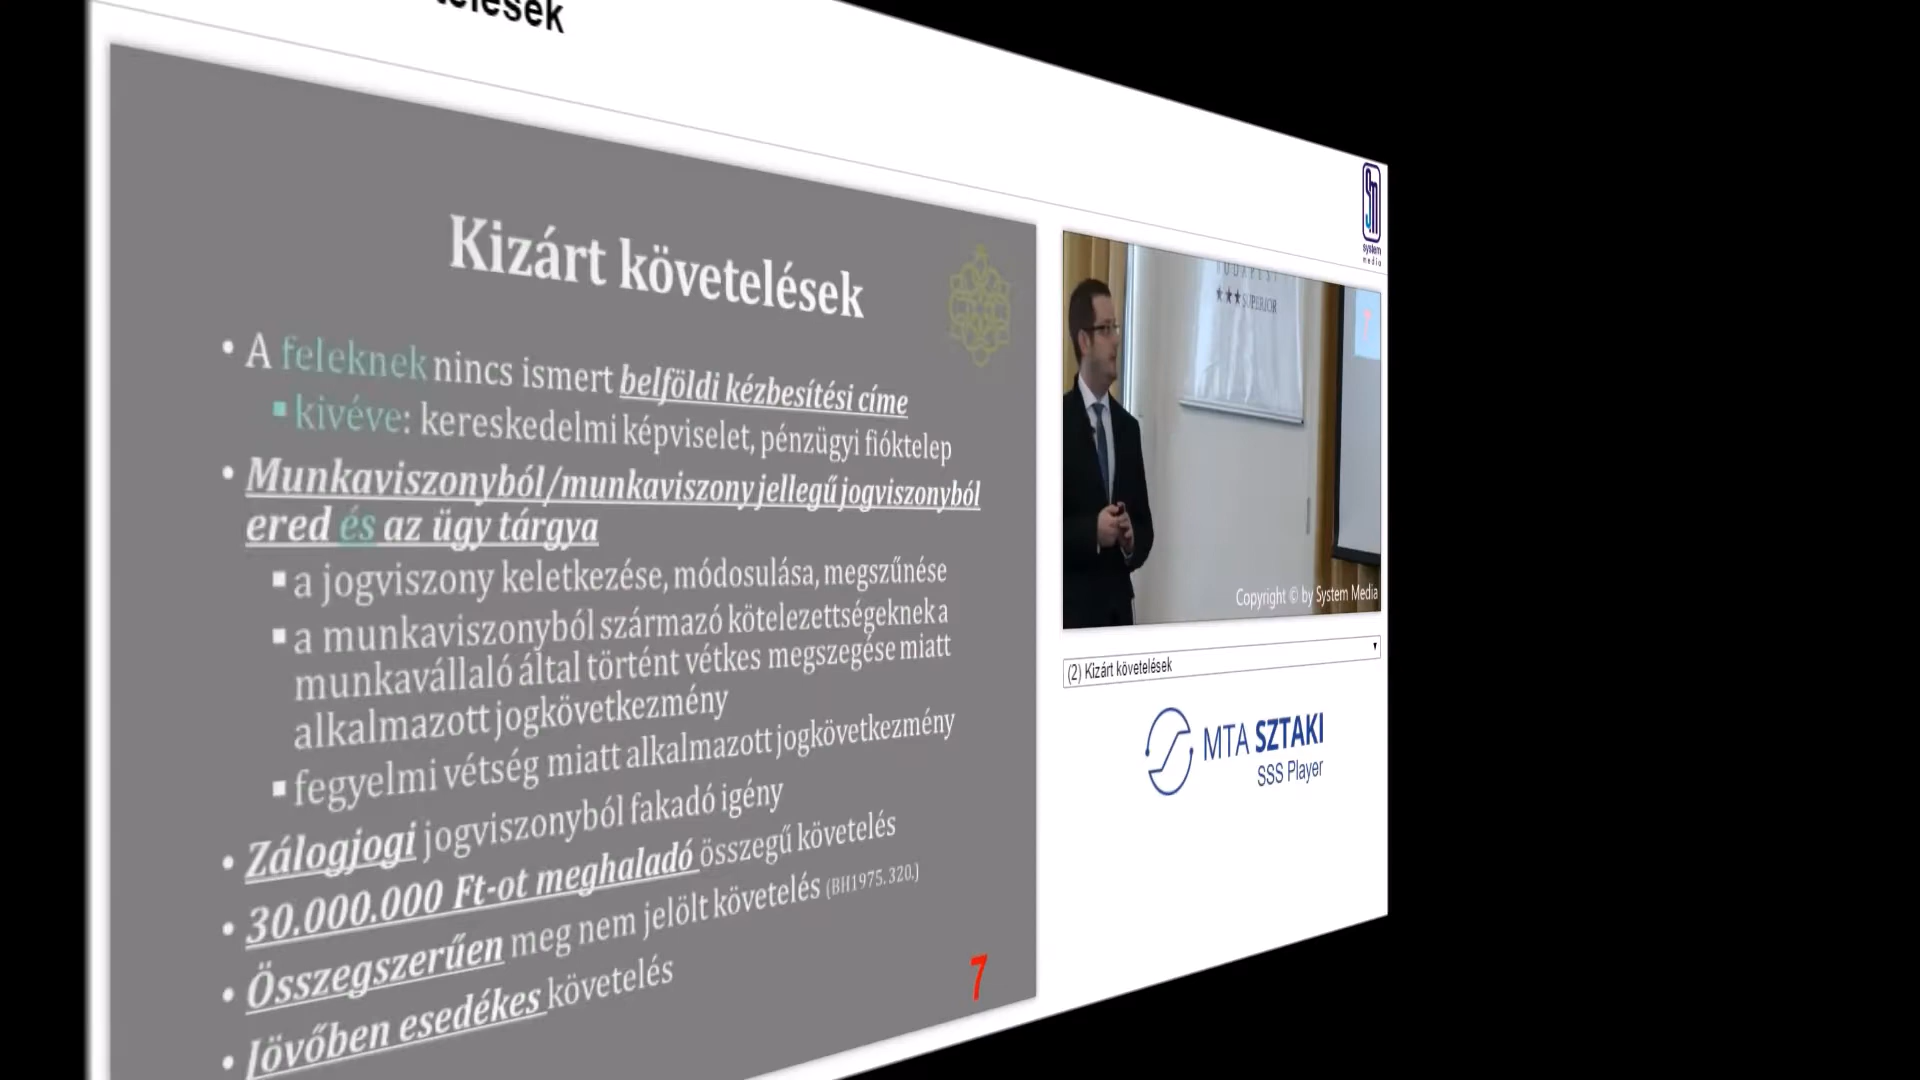 Kizárt követelések
• A feleknek nincs ismert belföldi kézbesítési címe
▪ kivéve: kereskedelmi képviselet, pénzügyi fióktelep
• Munkaviszonyból/munkaviszony jellegű jogviszonyból
ered és az ügy tárgya
▪ a jogviszony keletkezése, módosulása, megszűnése
▪ a munkaviszonyból származó kötelezettségeknek a
munkavállaló által történt vétkes megszegése miatt
alkalmazott jogkövetkezmény
▪ fegyelmi vétség miatt alkalmazott jogkövetkezmény
• Zálogjogi jogviszonyból fakadó igény
• 30.000.000 Ft-ot meghaladó összegű követelés
• Összegszerűen meg nem jelölt követelés (BH1975.320.)
• Jövőben esedékes követelés
7
system
media
BUDAPEST
★★★ SUPERIOR
7
Copyright © by System Media
(2) Kizárt követelések
MTA SZTAKI
SSS Player